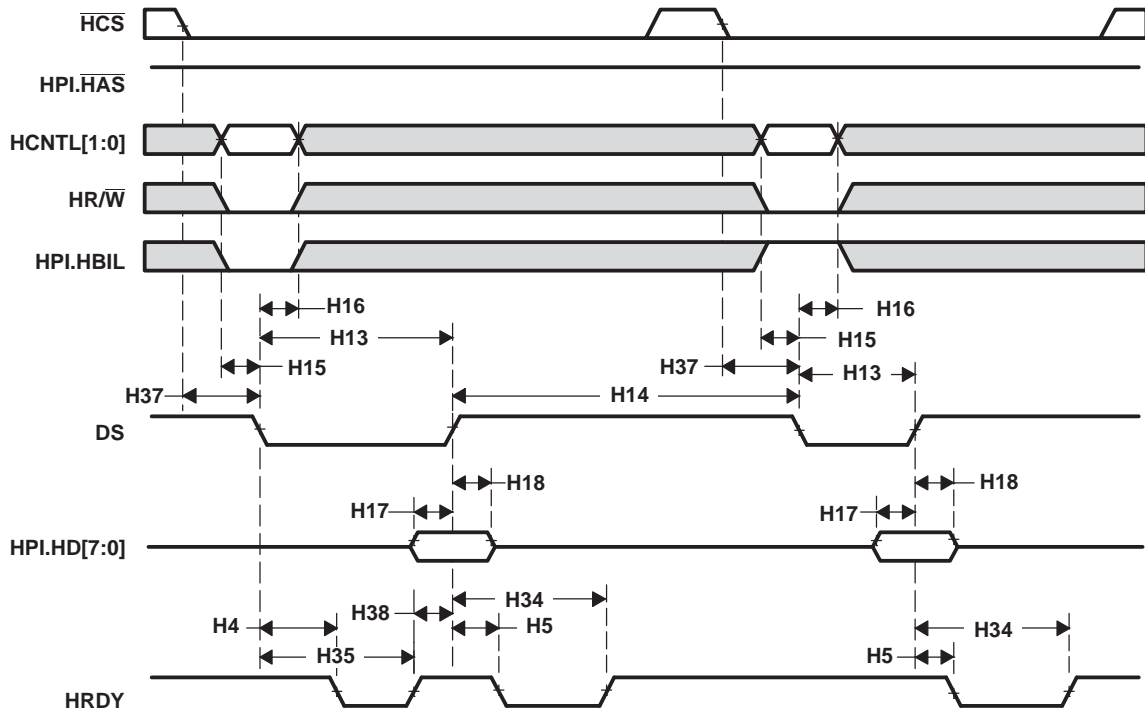 HCS
HPI.HAS
HCNTL[1:0]
HR/W
HPI.HBIL
H16 H16
H13 H15
H15 H37 H13
H37 H14
DS
H18 H18
H17 H17
HPI.HD[7:0]
H38 H34
H4 H5 H34
H35 H5
HRDY